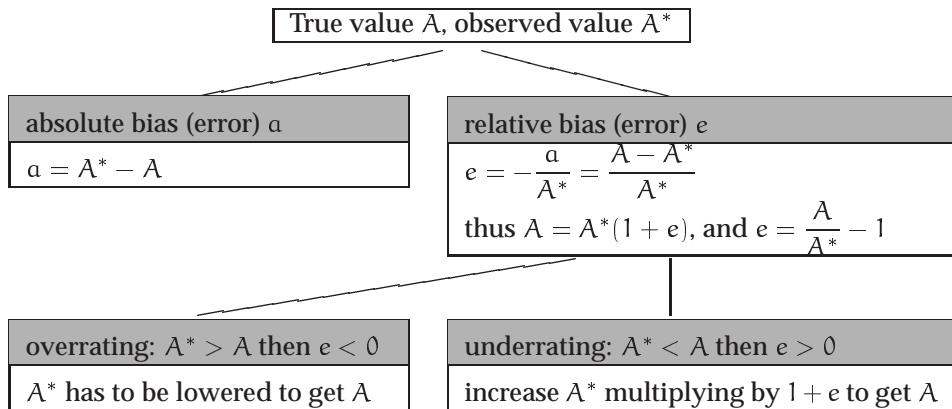 True value A, observed value A*
absolute bias (error) a
a = A* − A
relative bias (error) e
e = −a/A* = (A − A*)/A*
thus A = A*(1 + e), and e = A/A* − 1
overrating: A* > A then e < 0
A* has to be lowered to get A
underrating: A* < A then e > 0
increase A* multiplying by 1 + e to get A